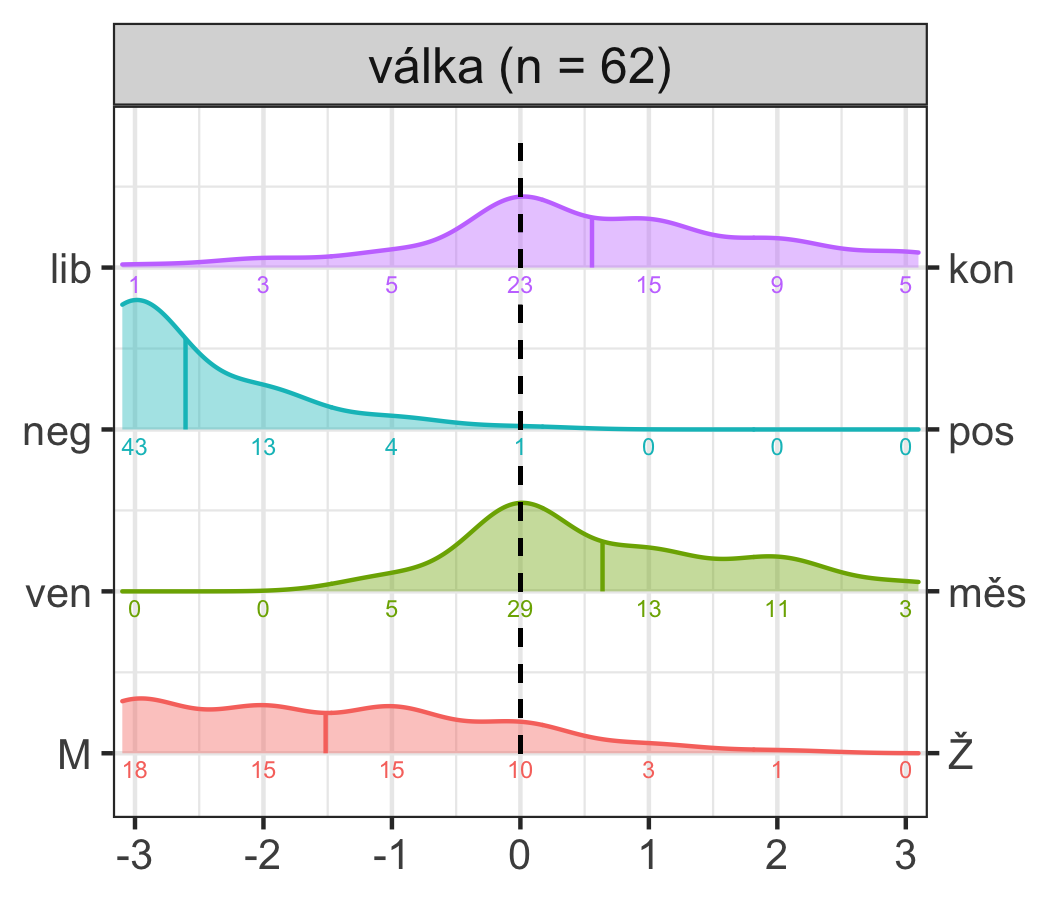 válka (n = 62)
lib kon
1 3 5 23 15 9 5
neg pos
43 13 4 1 0 0 0
ven měs
0 0 5 29 13 11 3
M Ž
18 15 15 10 3 1 0
-3 -2 -1 0 1 2 3